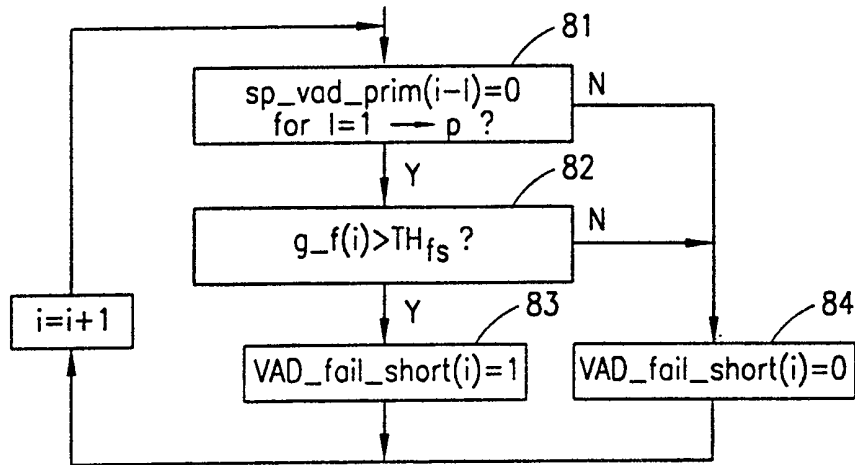 81
sp_vad_prim(i-l)=0
for l=1 → p ?
N
Y
82
g_f(i)>TH_fs ?
N
Y
83
i=i+1
84
VAD_fail_short(i)=1
VAD_fail_short(i)=0